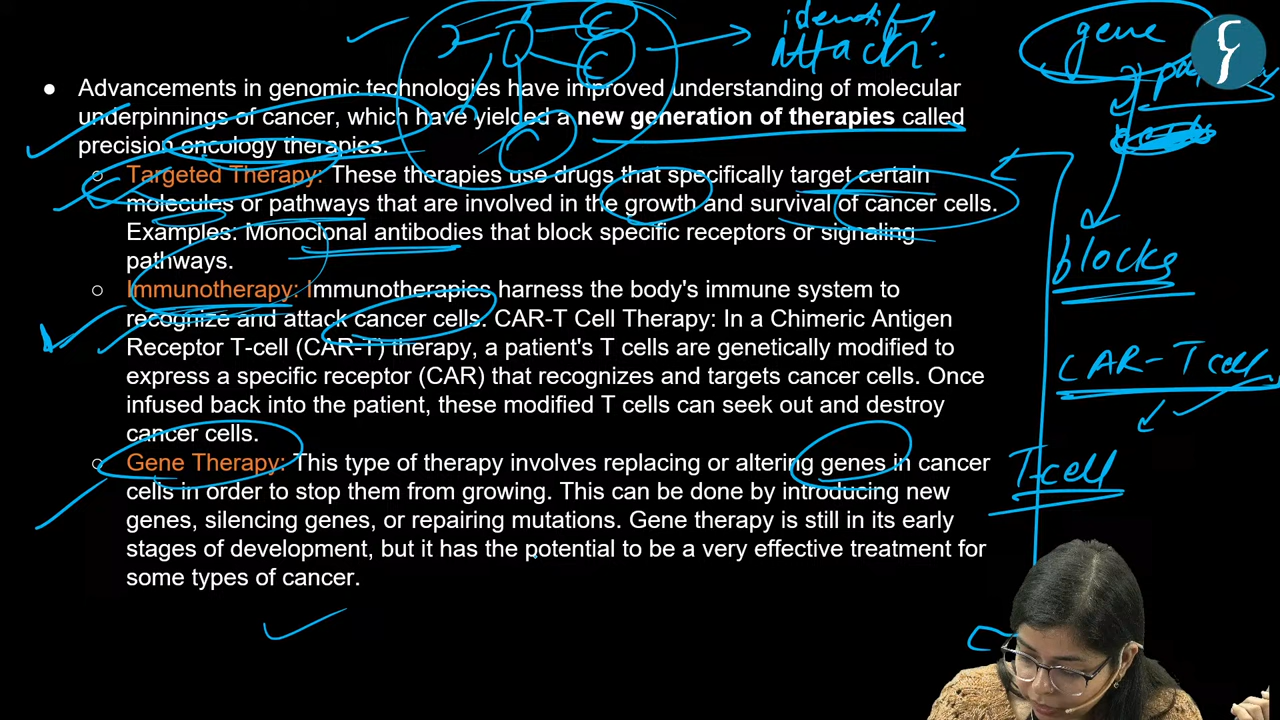 identify
attach:
gene
● Advancements in genomic technologies have improved understanding of molecular
underpinnings of cancer, which have yielded a new generation of therapies called
precision oncology therapies.
○ Targeted Therapy: These therapies use drugs that specifically target certain
molecules or pathways that are involved in the growth and survival of cancer cells.
Examples: Monoclonal antibodies that block specific receptors or signaling
pathways.
blocks
○ Immunotherapy: Immunotherapies harness the body's immune system to
recognize and attack cancer cells. CAR-T Cell Therapy: In a Chimeric Antigen
Receptor T-cell (CAR-T) therapy, a patient's T cells are genetically modified to
express a specific receptor (CAR) that recognizes and targets cancer cells. Once
infused back into the patient, these modified T cells can seek out and destroy
cancer cells.
CAR-T cell
○ Gene Therapy: This type of therapy involves replacing or altering genes in cancer
cells in order to stop them from growing. This can be done by introducing new
genes, silencing genes, or repairing mutations. Gene therapy is still in its early
stages of development, but it has the potential to be a very effective treatment for
some types of cancer.
T-cell